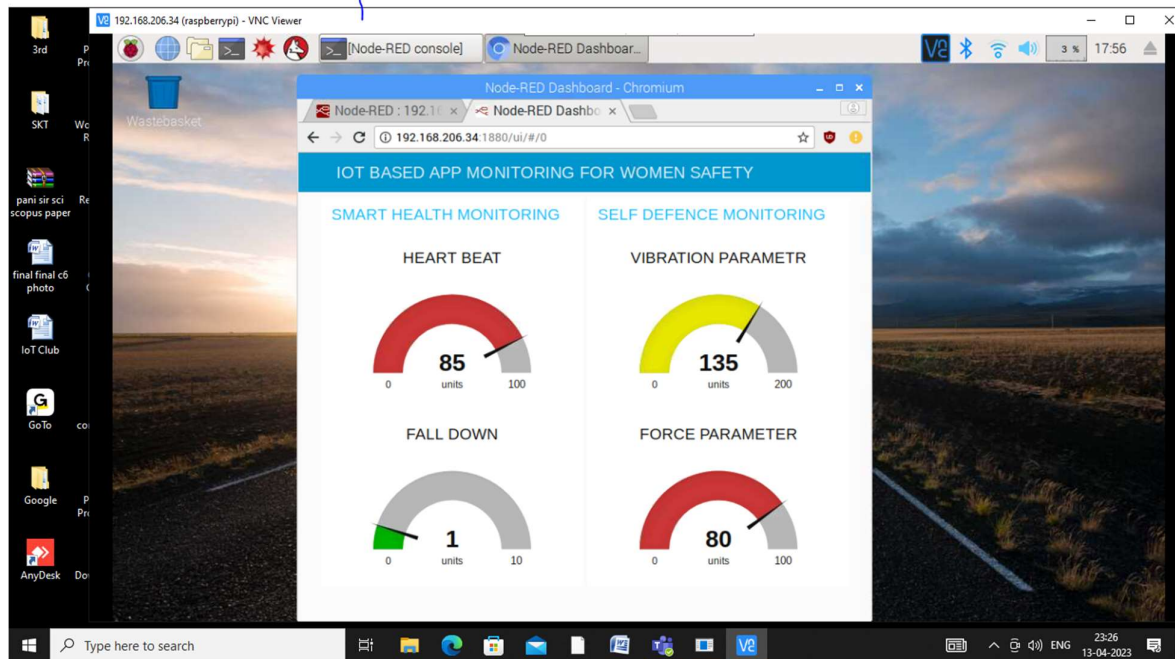 192.168.206.34 (raspberrypi) - VNC Viewer
[Node-RED console]
Node-RED Dashboar...
3 %
17:56
Wastebasket
Node-RED Dashboard - Chromium
Node-RED : 192.16
Node-RED Dashbo
192.168.206.34:1880/ui/#/0
IOT BASED APP MONITORING FOR WOMEN SAFETY
SMART HEALTH MONITORING
HEART BEAT
85
0 units 100
FALL DOWN
1
0 units 10
SELF DEFENCE MONITORING
VIBRATION PARAMETR
135
0 units 200
FORCE PARAMETER
80
0 units 100
3rd
SKT
pani sir sci
scopus paper
final final c6
photo
IoT Club
GoTo
Google
AnyDesk
Type here to search
ENG
23:26
13-04-2023